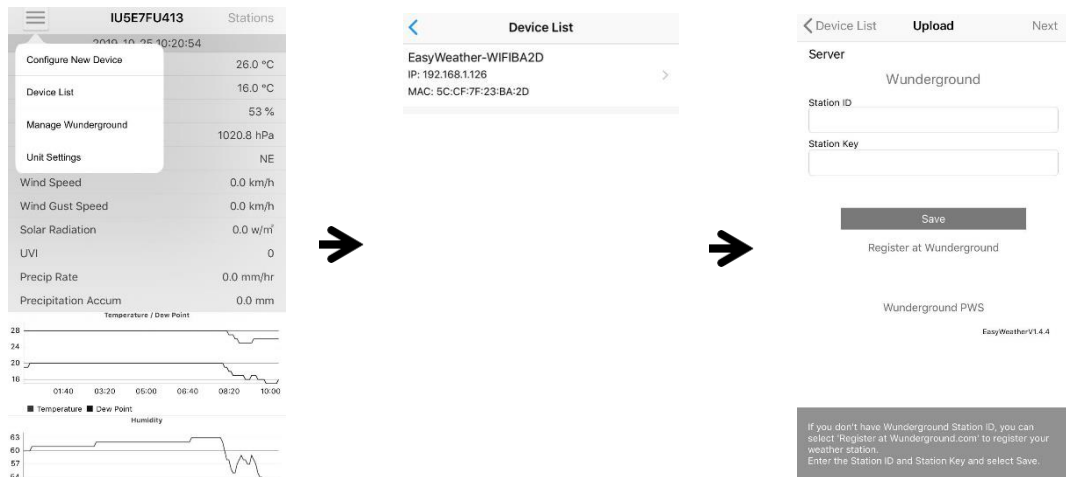 IU5E7FU413 Stations
2019-10-25 10:20:54
Configure New Device
26.0 °C
Device List
16.0 °C
53 %
Manage Wunderground
1020.8 hPa
Unit Settings
NE
Wind Speed 0.0 km/h
Wind Gust Speed 0.0 km/h
Solar Radiation 0.0 w/㎡
UVI 0
Precip Rate 0.0 mm/hr
Precipitation Accum 0.0 mm
Temperature / Dew Point
28
24
20
16
01:40 03:20 05:00 06:40 08:20 10:00
Temperature Dew Point
Humidity
63
60
57
54
Device List
EasyWeather-WIFIBA2D
IP: 192.168.1.126
MAC: 5C:CF:7F:23:BA:2D
Device List Upload Next
Server
Wunderground
Station ID
Station Key
Save
Register at Wunderground
Wunderground PWS
EasyWeatherV1.4.4
If you don't have Wunderground Station ID, you can
select 'Register at Wunderground.com' to register your
weather station.
Enter the Station ID and Station Key and select Save.